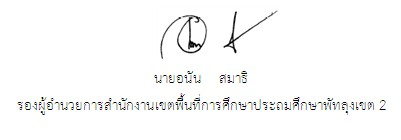 นายอนัน สมาธิ
รองผู้อำนวยการสำนักงานเขตพื้นที่การศึกษาประถมศึกษาพัทลุงเขต 2